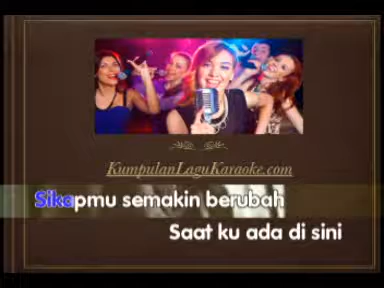 KumpulanLaguKaraoke.com
Sikapmu semakin berubah
Saat ku ada di sini